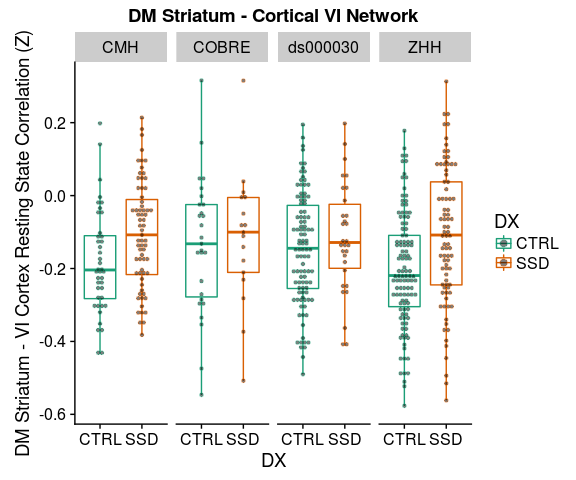 DM Striatum - Cortical VI Network
DM Striatum - VI Cortex Resting State Correlation (Z)
CMH COBRE ds000030 ZHH
0.2
0.0
-0.2
-0.4
-0.6
CTRL SSD CTRL SSD CTRL SSD CTRL SSD
DX
DX
CTRL
SSD